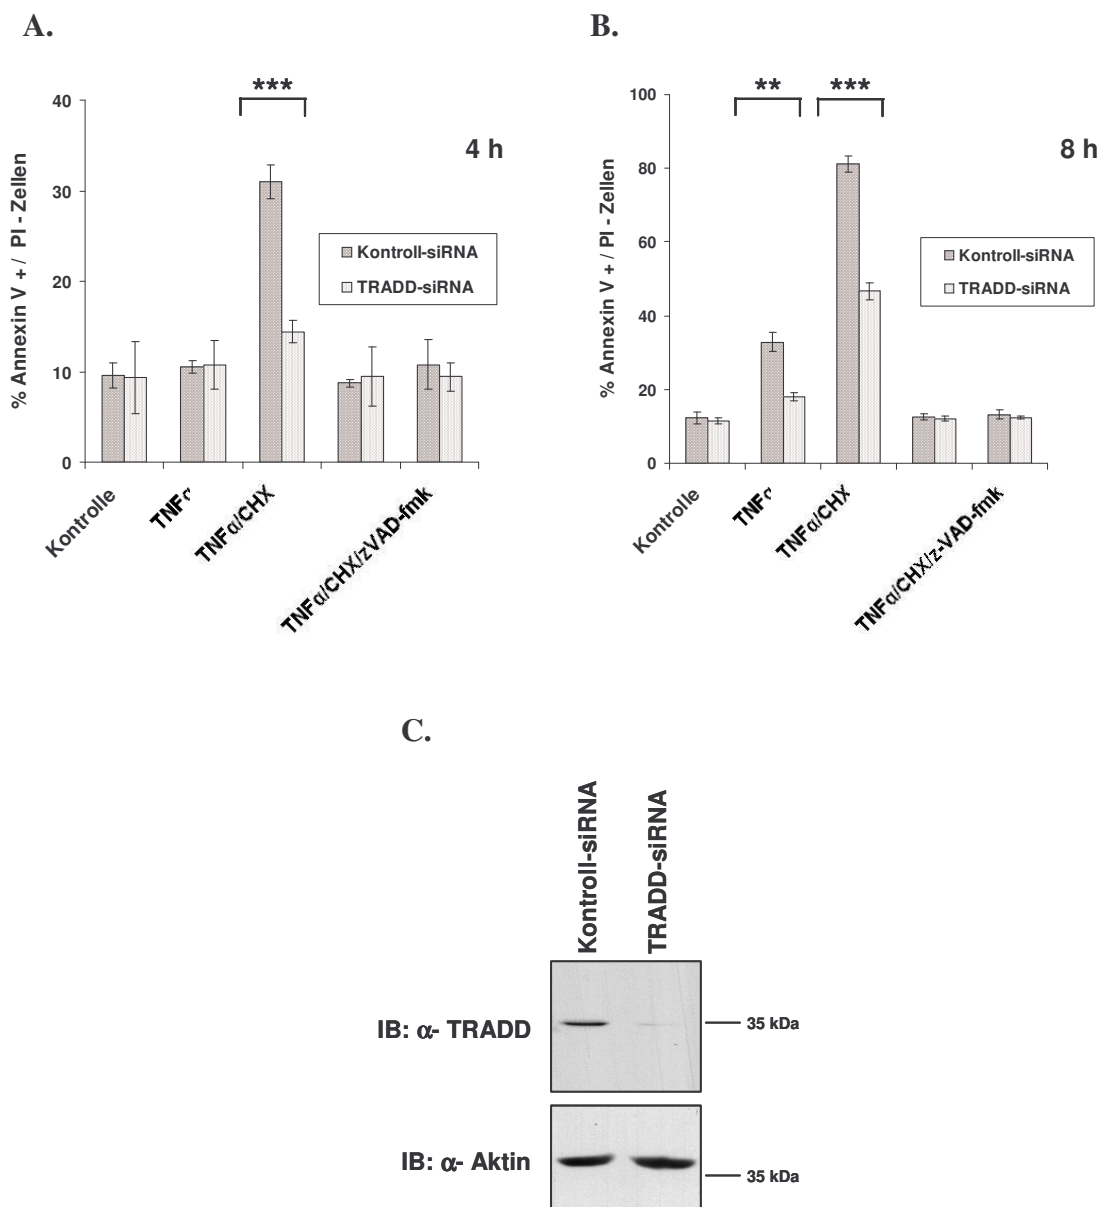 A.
***
40
30
20
10
0
% Annexin V + / PI - Zellen
4 h
Kontroll-siRNA
TRADD-siRNA
Kontrolle
TNFα
TNFα/CHX
TNFα/CHX/zVAD-fmk
B.
**
***
100
80
60
40
20
0
% Annexin V + / PI - Zellen
8 h
Kontroll-siRNA
TRADD-siRNA
Kontrolle
TNFα
TNFα/CHX
TNFα/CHX/z-VAD-fmk
C.
Kontroll-siRNA
TRADD-siRNA
IB: α- TRADD
35 kDa
IB: α- Aktin
35 kDa